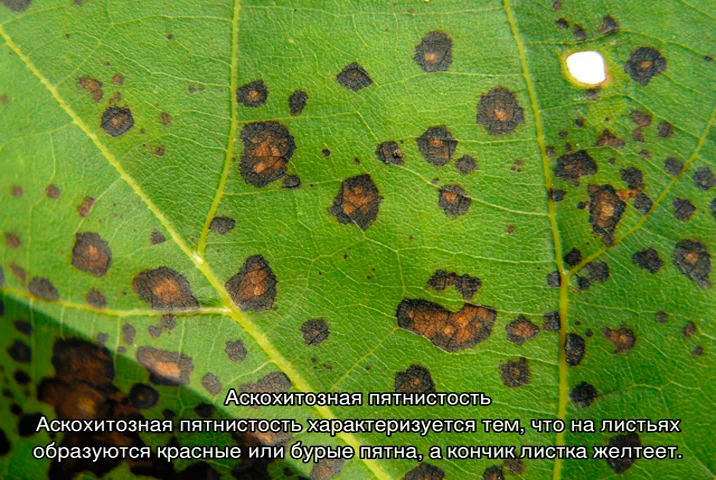 Аскохитозная пятнистость
Аскохитозная пятнистость характеризуется тем, что на листьях
образуются красные или бурые пятна, а кончик листка желтеет.